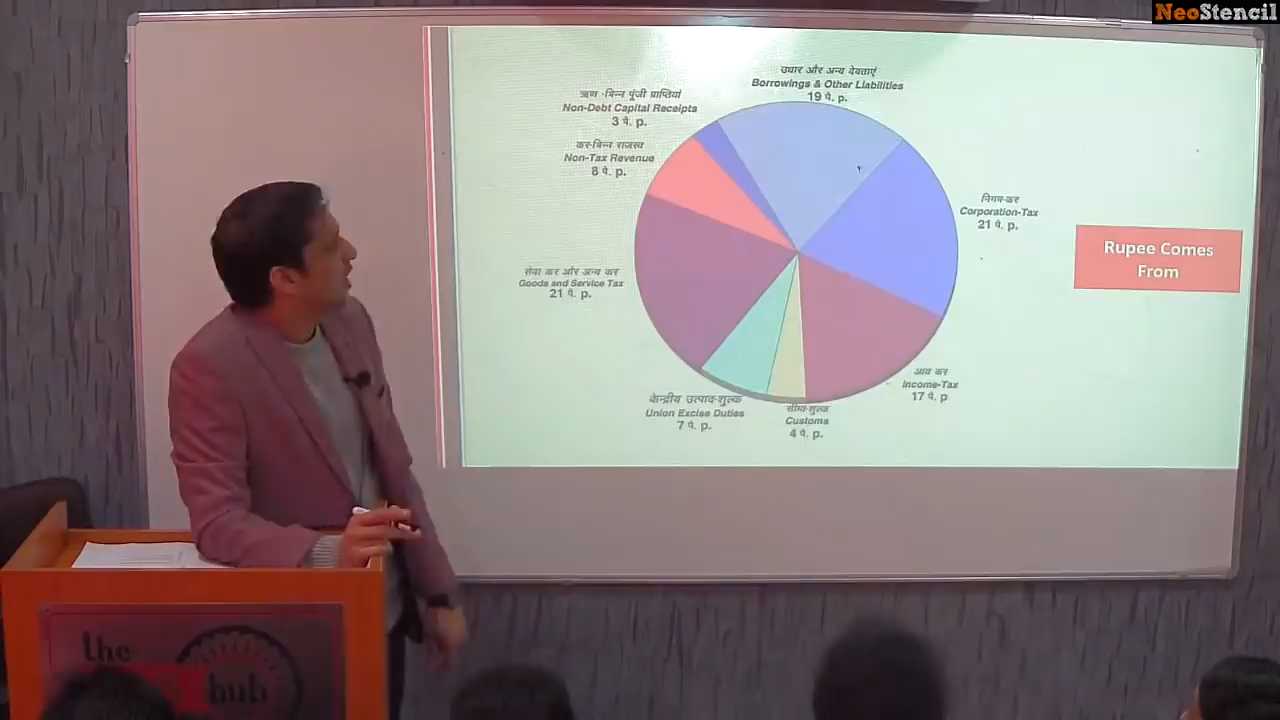 NeoStencil
उधार और अन्य देयताएं
Borrowings & Other Liabilities
19 पै. p.
ऋण -भिन्न पूंजी प्राप्तियां
Non-Debt Capital Receipts
3 पै. p.
कर-भिन्न राजस्व
Non-Tax Revenue
8 पै. p.
निगम-कर
Corporation-Tax
21 पै. p.
Rupee Comes
From
सेवा कर और अन्य कर
Goods and Service Tax
21 पै. p.
आय कर
Income-Tax
17 पै. p
केन्द्रीय उत्पाद-शुल्क
Union Excise Duties
7 पै. p.
सीमा-शुल्क
Customs
4 पै. p.
the
hub